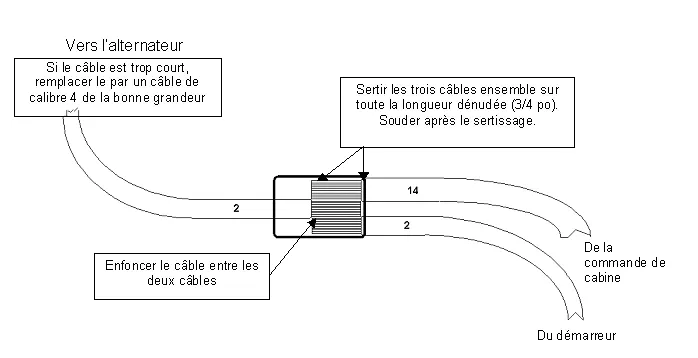 Vers l'alternateur
Si le câble est trop court,
remplacer le par un câble de
calibre 4 de la bonne grandeur
Sertir les trois câbles ensemble sur
toute la longueur dénudée (3/4 po).
Souder après le sertissage.
14
2
2
Enfoncer le câble entre les
deux câbles
De la
commande de
cabine
Du démarreur